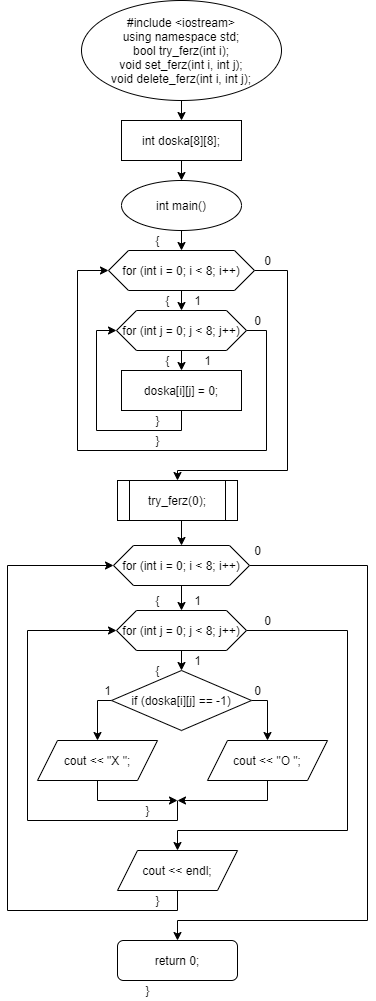 #include <iostream>
using namespace std;
bool try_ferz(int i);
void set_ferz(int i, int j);
void delete_ferz(int i, int j);
int doska[8][8];
int main()
{
for (int i = 0; i < 8; i++)
0
{ 1
for (int j = 0; j < 8; j++)
0
{ 1
doska[i][j] = 0;
}
}
try_ferz(0);
for (int i = 0; i < 8; i++)
0
{ 1
for (int j = 0; j < 8; j++)
0
1
{
if (doska[i][j] == -1)
1
0
cout << "X ";
cout << "O ";
}
cout << endl;
}
return 0;
}